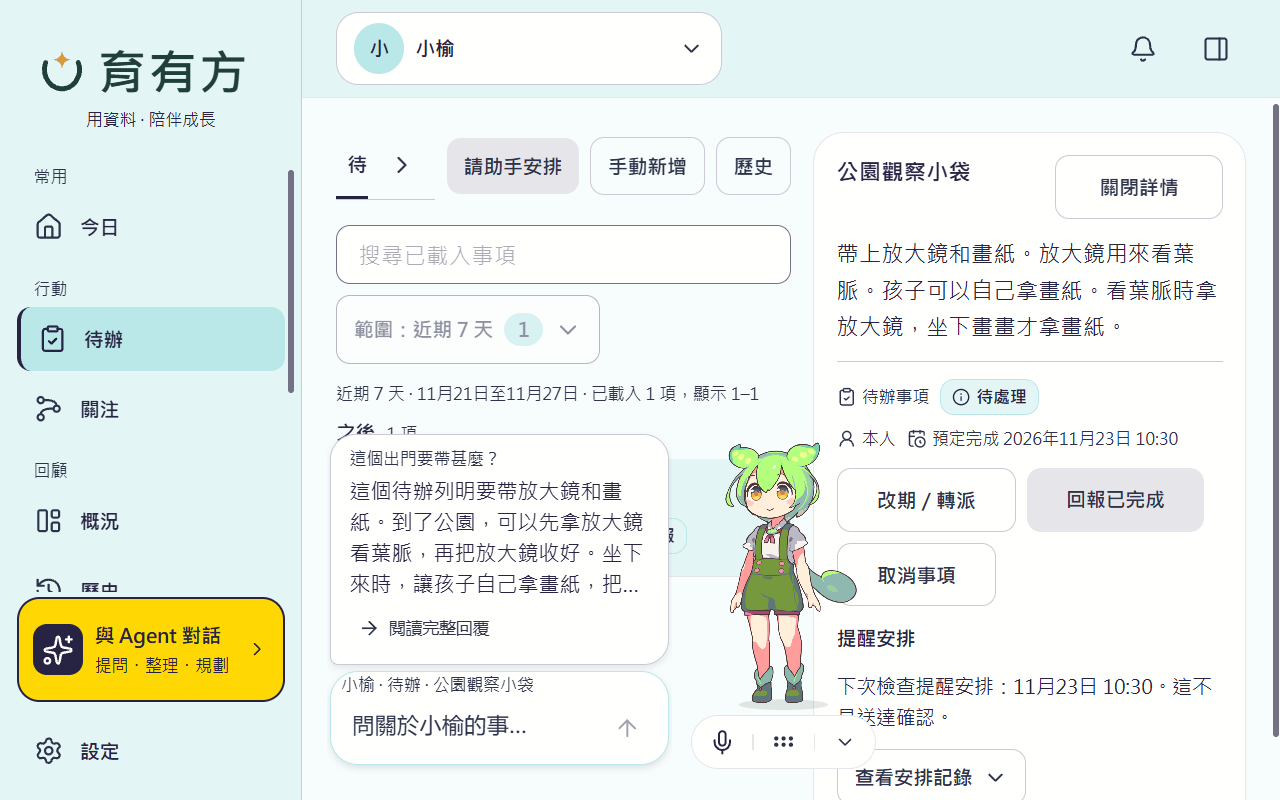 育有方
用資料 · 陪伴成長
常用
今日
行動
待辦
關注
回顧
概況
歷史
與 Agent 對話
提問 · 整理 · 規劃
設定
小 小榆
待
請助手安排
手動新增
歷史
搜尋已載入事項
範圍：近期 7 天 1
近期 7 天 · 11月21日至11月27日 · 已載入 1 項，顯示 1–1
之後 1 項
這個出門要帶甚麼？
這個待辦列明要帶放大鏡和畫
紙。到了公園，可以先拿放大鏡
看葉脈，再把放大鏡收好。坐下
來時，讓孩子自己拿畫紙，把...
閱讀完整回覆
小榆 · 待辦 · 公園觀察小袋
問關於小榆的事...
公園觀察小袋
關閉詳情
帶上放大鏡和畫紙。放大鏡用來看葉
脈。孩子可以自己拿畫紙。看葉脈時拿
放大鏡，坐下畫畫才拿畫紙。
待辦事項 待處理
本人 預定完成 2026年11月23日 10:30
改期 / 轉派
回報已完成
取消事項
提醒安排
下次檢查提醒安排：11月23日 10:30。這不
是送達確認。
查看安排記錄